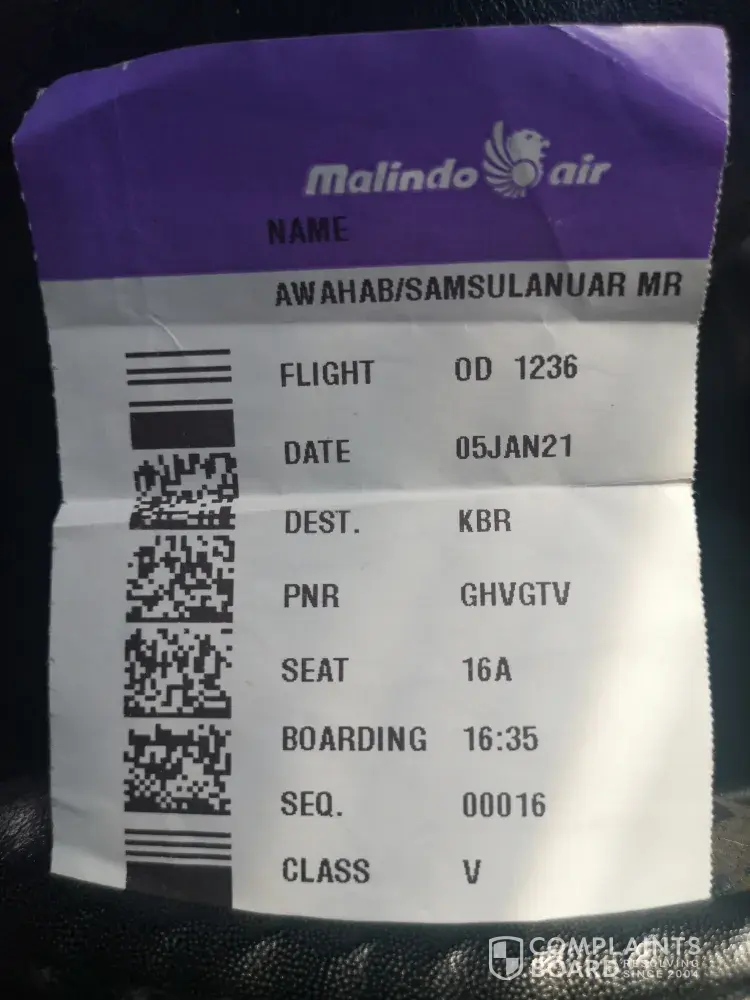 Malindo air
NAME
AWAHAB/SAMSULANUAR MR
FLIGHT OD 1236
DATE 05JAN21
DEST. KBR
PNR GHVGTV
SEAT 16A
BOARDING 16:35
SEQ. 00016
CLASS V
COMPLAINTS
BOARD RESOLVING
SINCE 2004